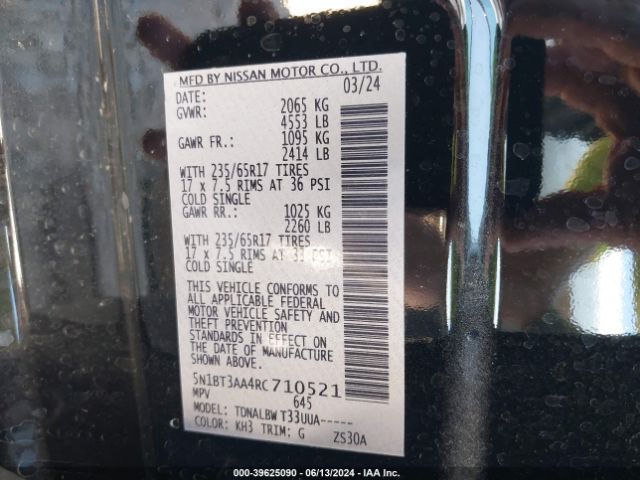 MFD BY NISSAN MOTOR CO., LTD.
DATE: 03/24
GVWR: 2065 KG
4553 LB
GAWR FR.: 1095 KG
2414 LB
WITH 235/65R17 TIRES
17 x 7.5 RIMS AT 36 PSI
COLD SINGLE
GAWR RR.: 1025 KG
2260 LB
WITH 235/65R17 TIRES
17 x 7.5 RIMS AT 33 PSI
COLD SINGLE
THIS VEHICLE CONFORMS TO
ALL APPLICABLE FEDERAL
MOTOR VEHICLE SAFETY AND
THEFT PREVENTION
STANDARDS IN EFFECT ON
THE DATE OF MANUFACTURE
SHOWN ABOVE.
5N1BT3AA4RC710521
MPV 645
MODEL: TDNALBW T33UUA-----
COLOR: KH3 TRIM: G ZS30A
000-39625090 - 06/13/2024 - IAA Inc.